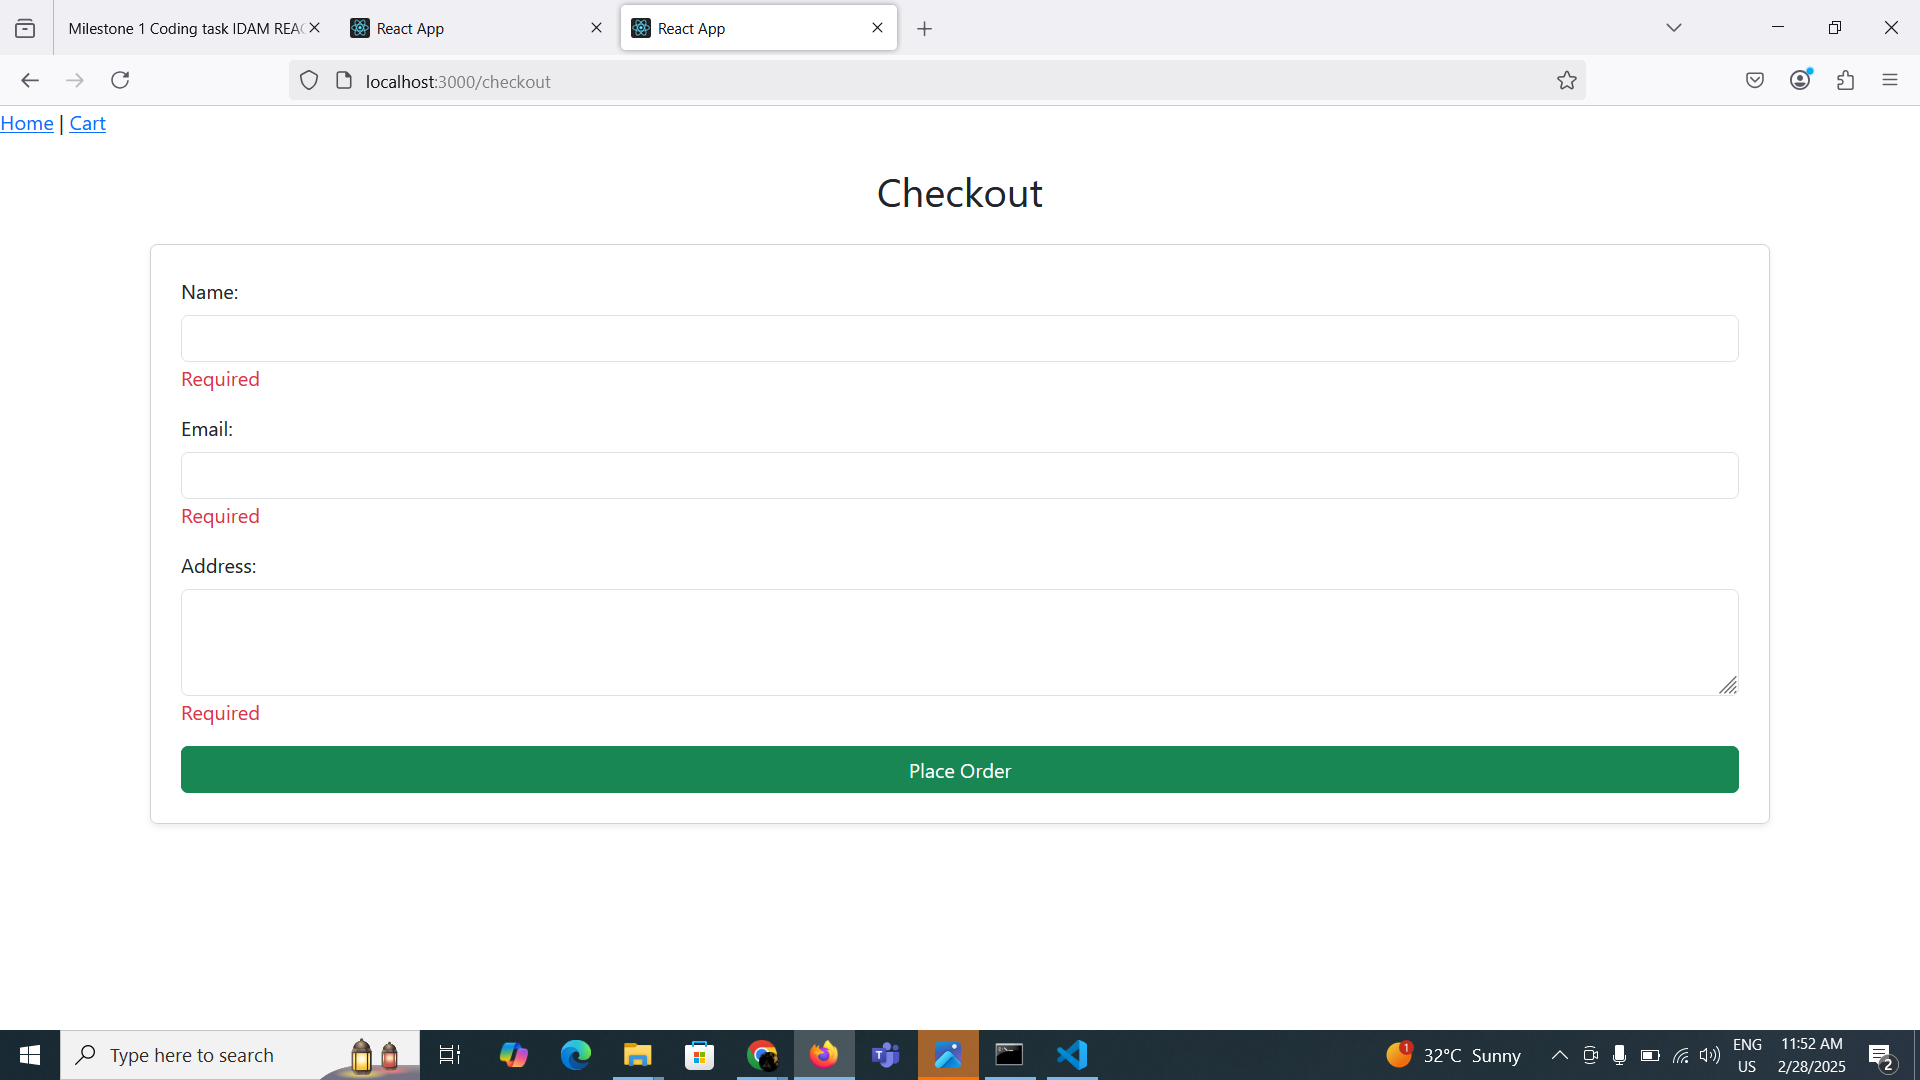 Milestone 1 Coding task IDAM REAC
React App
React App
localhost:3000/checkout
Home | Cart
Checkout
Name:
Required
Email:
Required
Address:
Required
Place Order
Type here to search
1
32°C Sunny
ENG
US
11:52 AM
2/28/2025
2